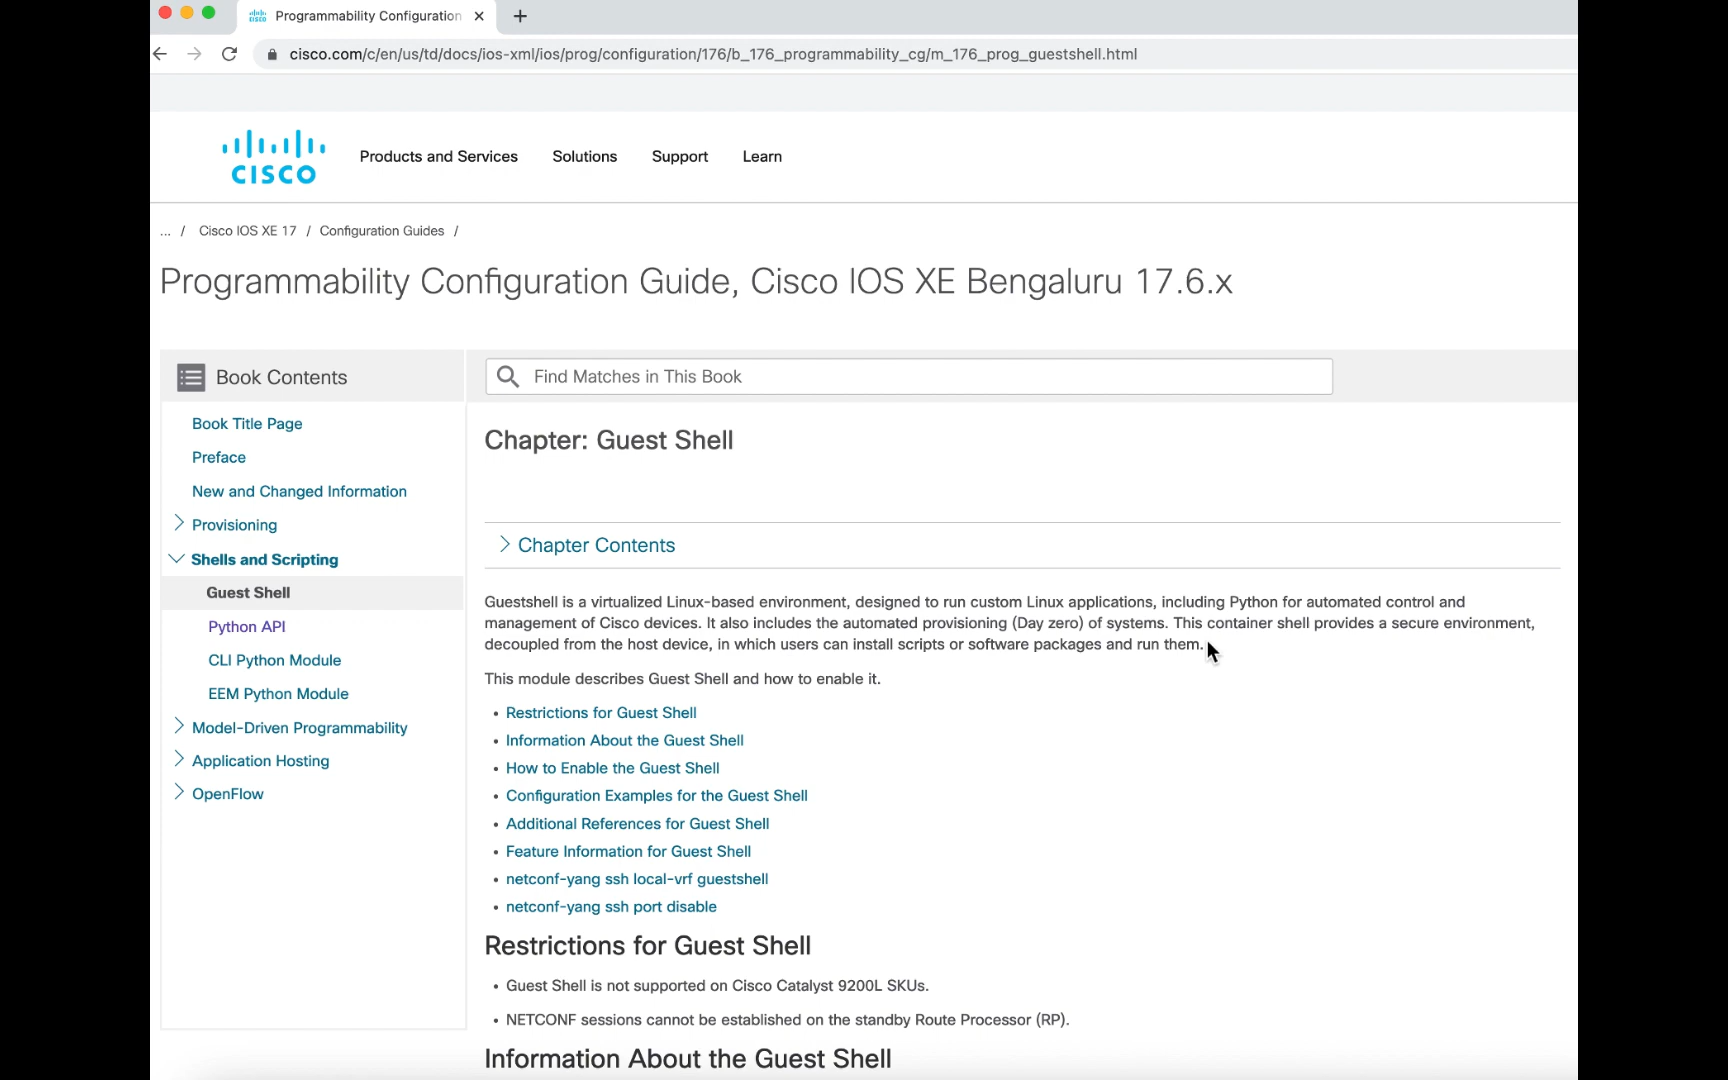 Programmability Configuration
cisco.com/c/en/us/td/docs/ios-xml/ios/prog/configuration/176/b_176_programmability_cg/m_176_prog_guestshell.html
CISCO
Products and Services Solutions Support Learn
... / Cisco IOS XE 17 / Configuration Guides /
Programmability Configuration Guide, Cisco IOS XE Bengaluru 17.6.x
Book Contents
Book Title Page
Preface
New and Changed Information
Provisioning
Shells and Scripting
Guest Shell
Python API
CLI Python Module
EEM Python Module
Model-Driven Programmability
Application Hosting
OpenFlow
Find Matches in This Book
Chapter: Guest Shell
Chapter Contents
Guestshell is a virtualized Linux-based environment, designed to run custom Linux applications, including Python for automated control and
management of Cisco devices. It also includes the automated provisioning (Day zero) of systems. This container shell provides a secure environment,
decoupled from the host device, in which users can install scripts or software packages and run them.
This module describes Guest Shell and how to enable it.
• Restrictions for Guest Shell
• Information About the Guest Shell
• How to Enable the Guest Shell
• Configuration Examples for the Guest Shell
• Additional References for Guest Shell
• Feature Information for Guest Shell
• netconf-yang ssh local-vrf guestshell
• netconf-yang ssh port disable
Restrictions for Guest Shell
• Guest Shell is not supported on Cisco Catalyst 9200L SKUs.
• NETCONF sessions cannot be established on the standby Route Processor (RP).
Information About the Guest Shell